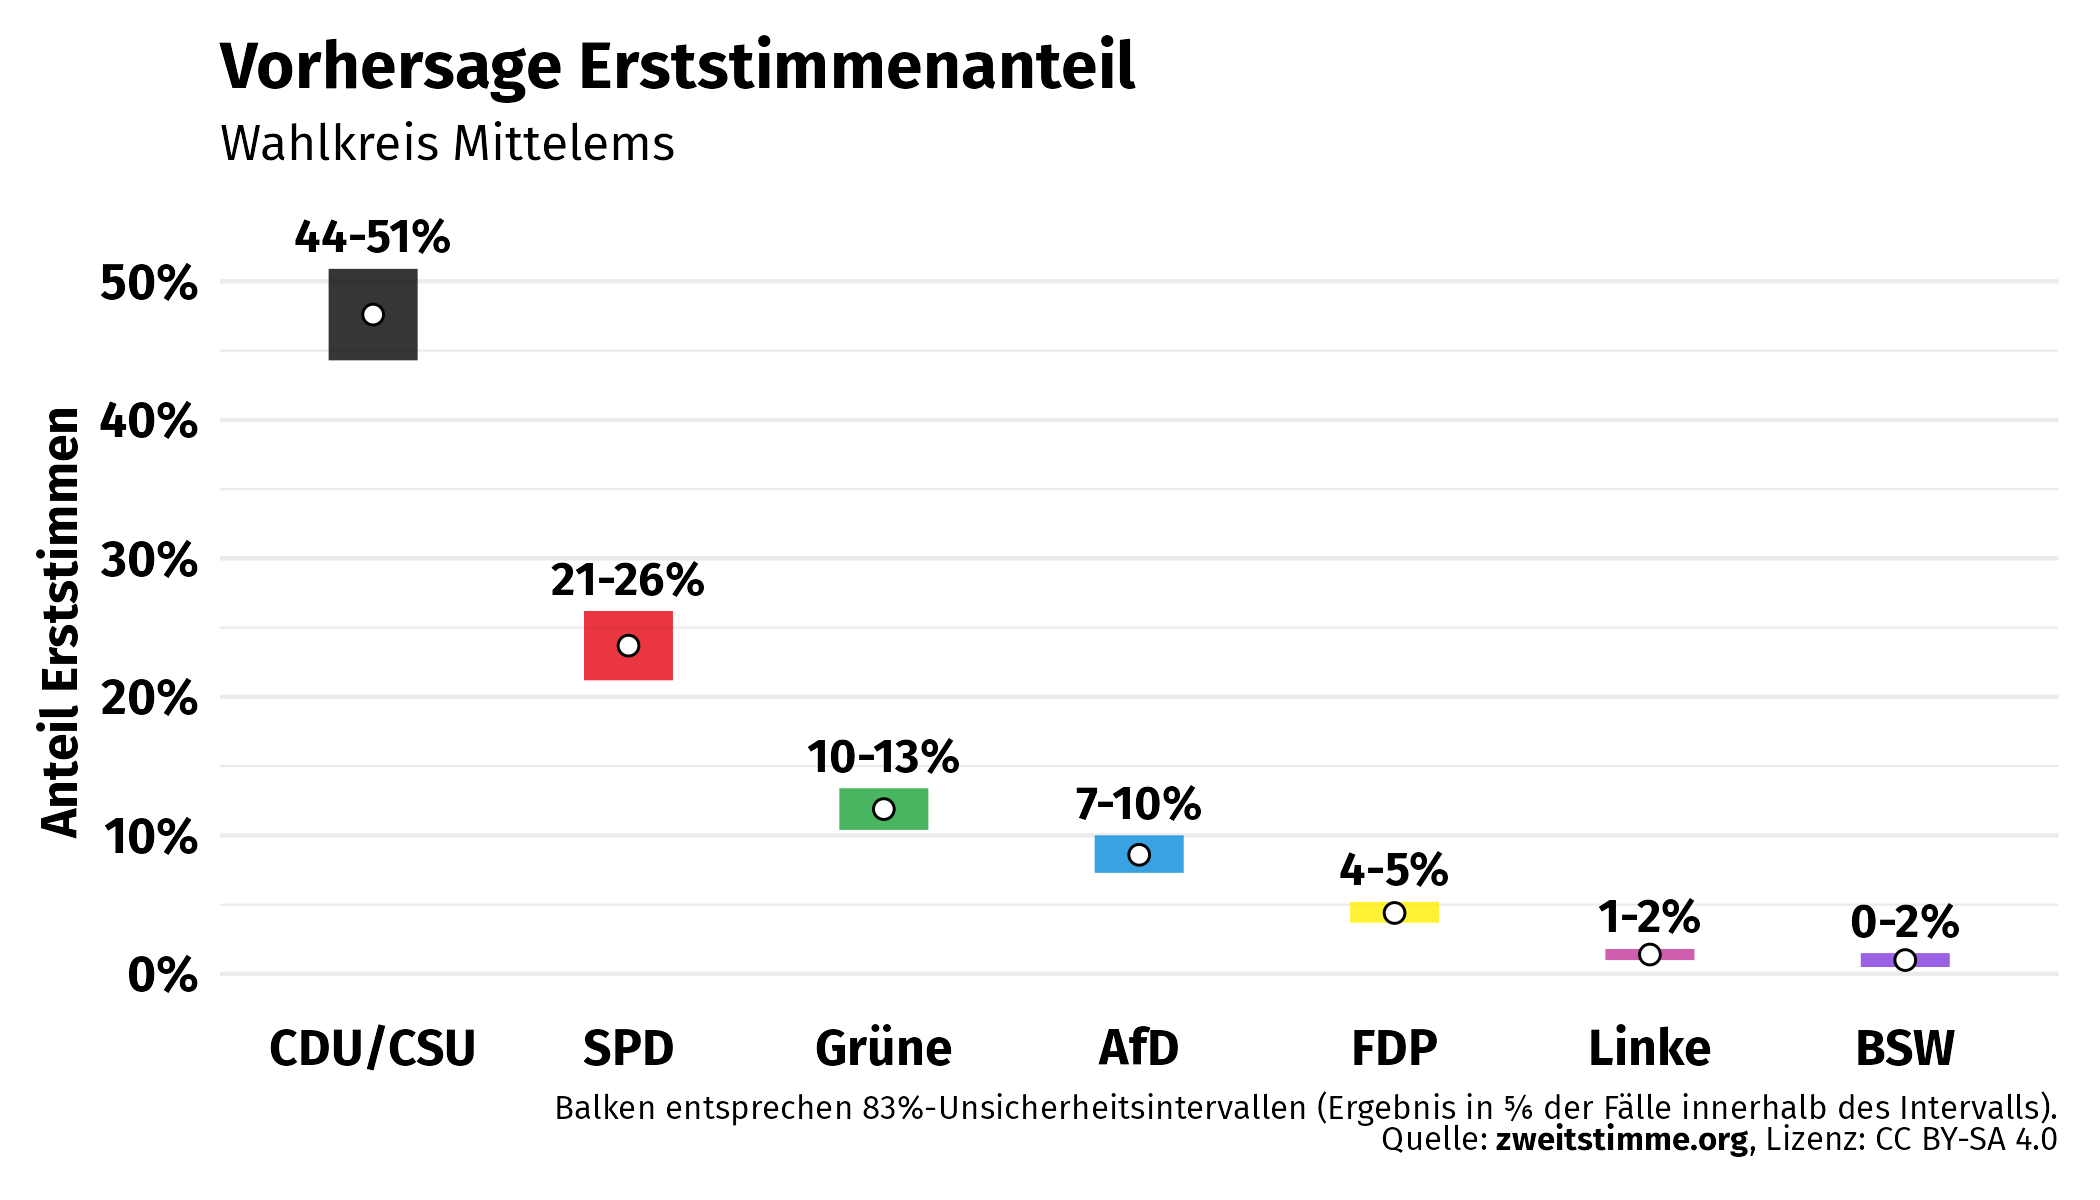 Vorhersage Erststimmenanteil
Wahlkreis Mittelems
Anteil Erststimmen
50%
40%
30%
20%
10%
0%
44-51%
21-26%
10-13%
7-10%
4-5%
1-2%
0-2%
CDU/CSU SPD Grüne AfD FDP Linke BSW
Balken entsprechen 83%-Unsicherheitsintervallen (Ergebnis in ⅚ der Fälle innerhalb des Intervalls).
Quelle: zweitstimme.org, Lizenz: CC BY-SA 4.0